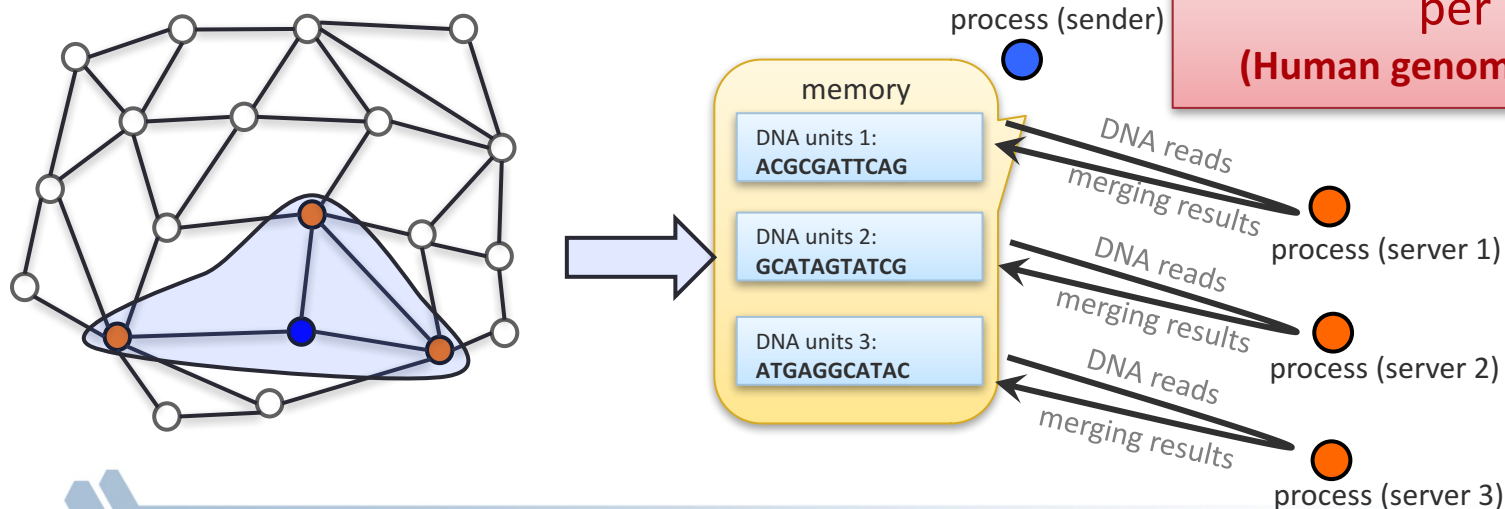 process (sender)
per
(Human genom
memory
DNA units 1:
ACGCGATTCAG
DNA reads
merging results
process (server 1)
DNA units 2:
GCATAGTATCG
DNA reads
merging results
process (server 2)
DNA units 3:
ATGAGGCATAC
DNA reads
merging results
process (server 3)